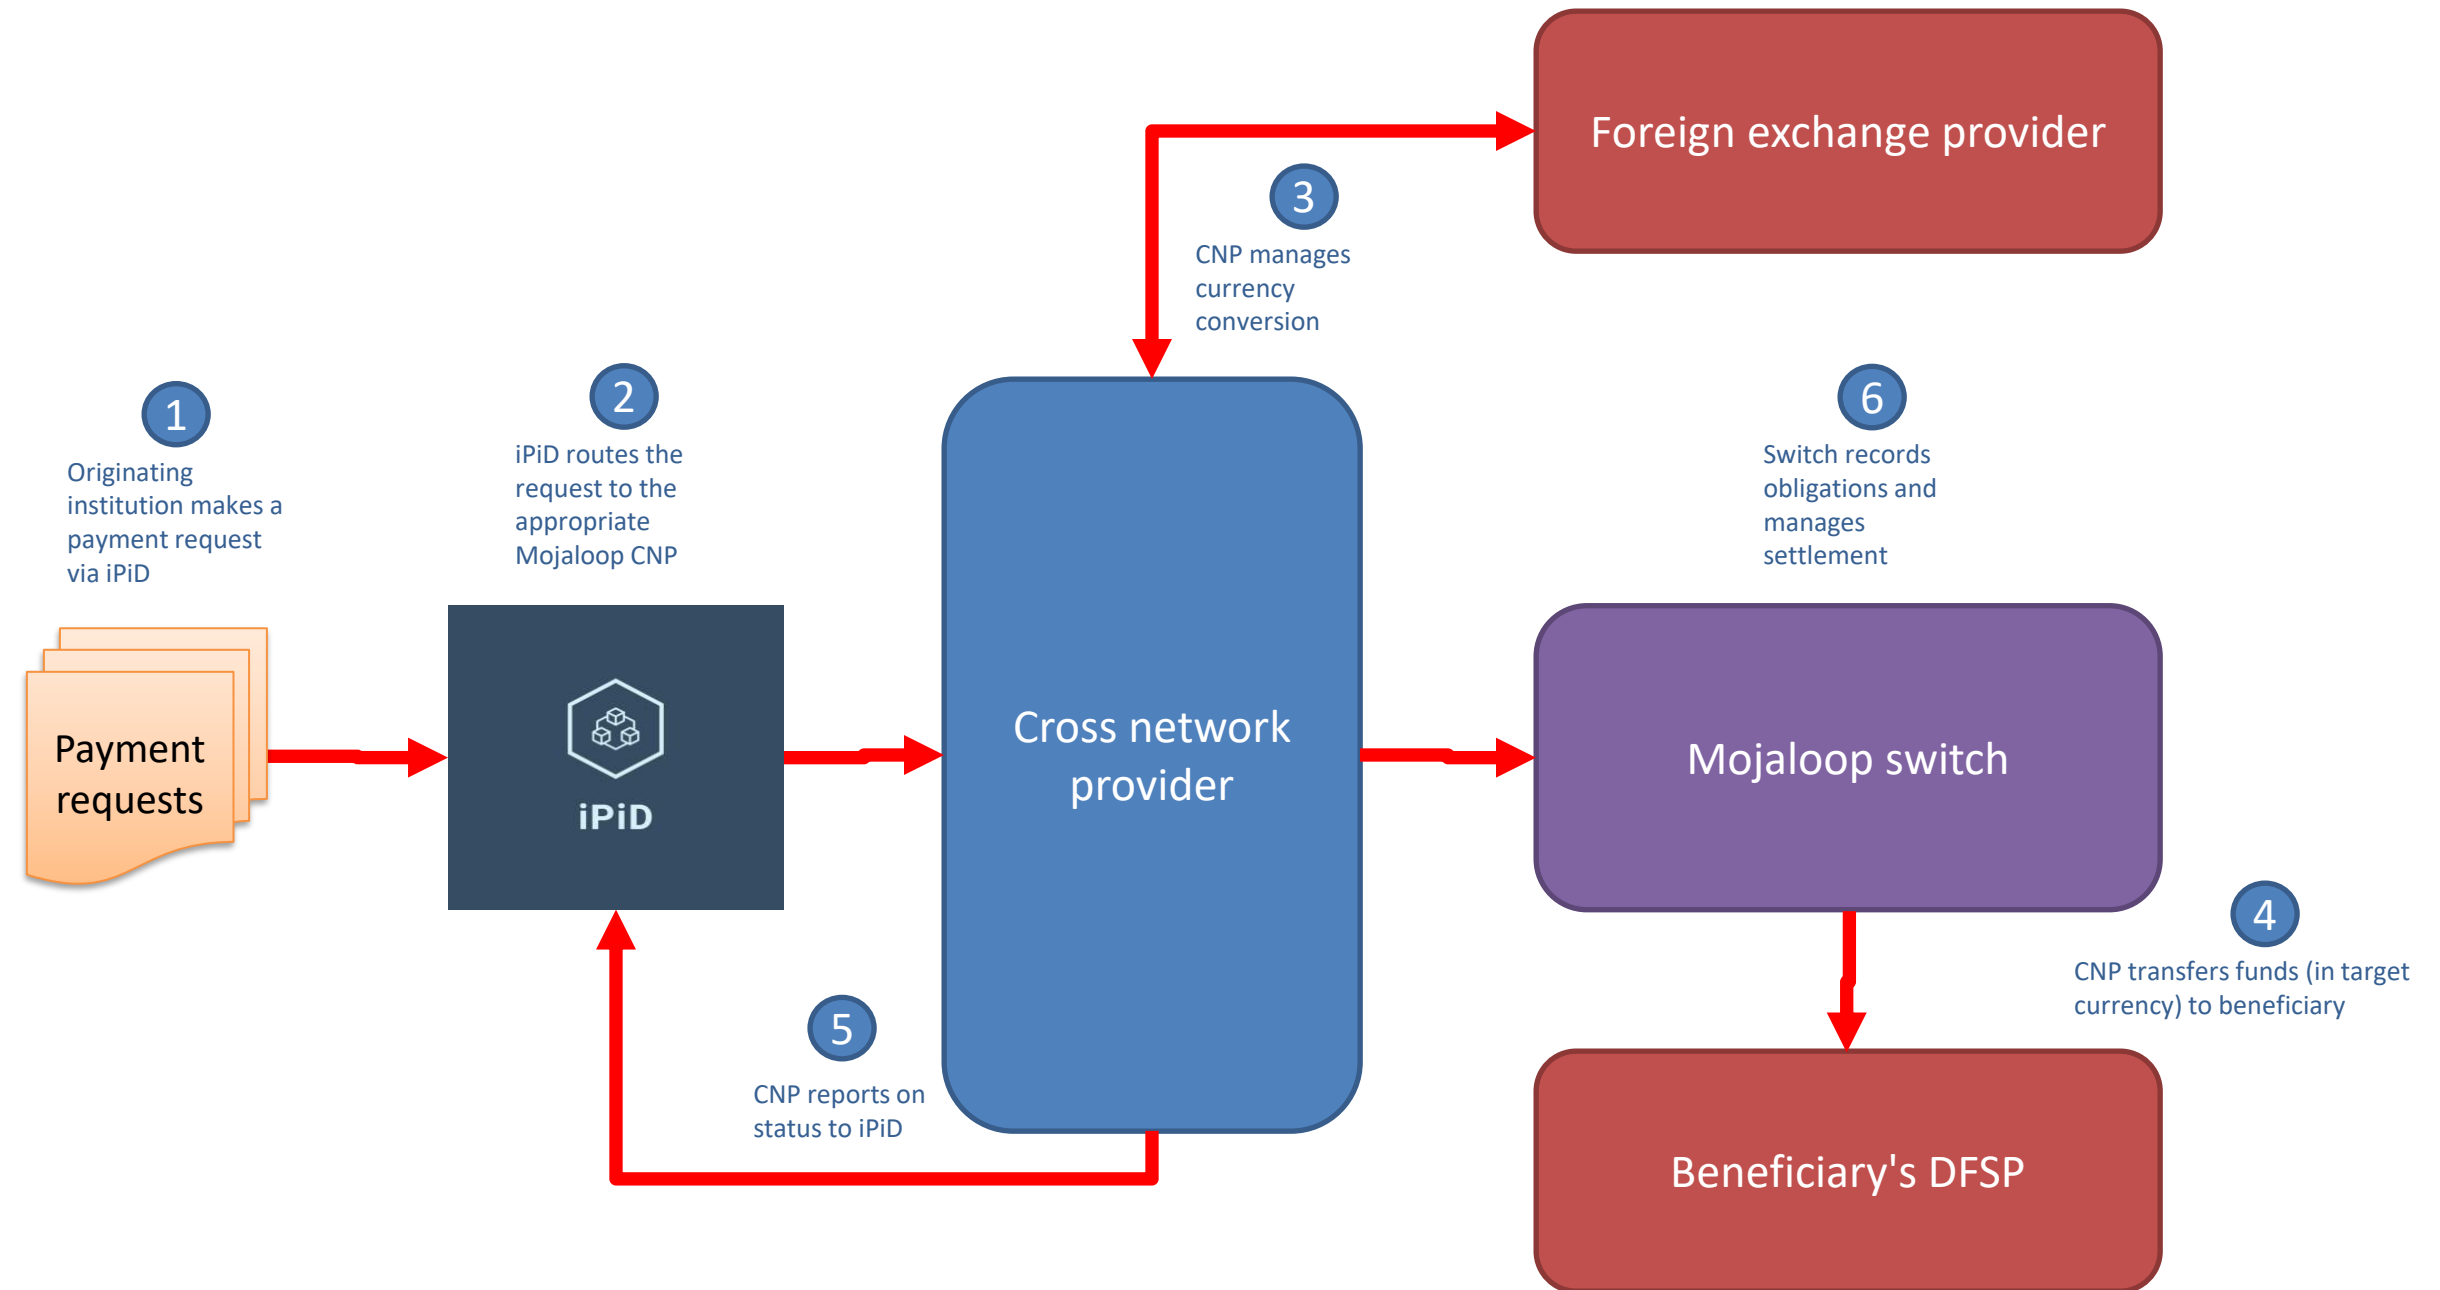 Foreign exchange provider
3
CNP manages
currency
conversion
1
Originating
institution makes a
payment request
via iPiD
2
iPiD routes the
request to the
appropriate
Mojaloop CNP
6
Switch records
obligations and
manages
settlement
Payment
requests
iPiD
Cross network
provider
Mojaloop switch
4
CNP transfers funds (in target
currency) to beneficiary
5
CNP reports on
status to iPiD
Beneficiary's DFSP